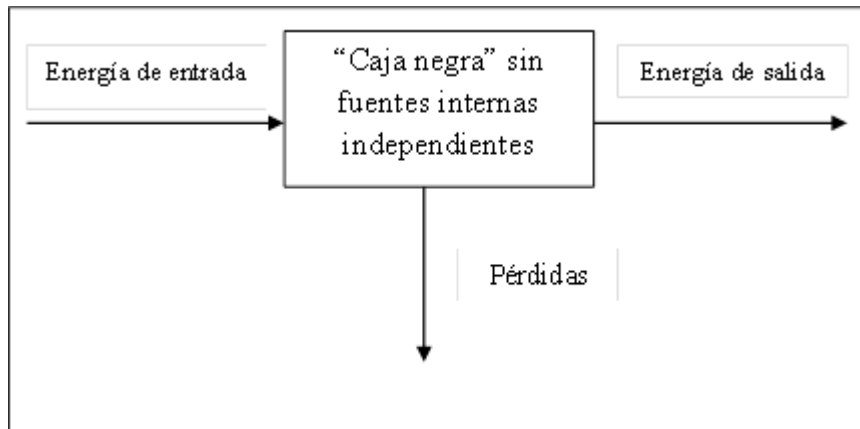 Energía de entrada
“Caja negra” sin
fuentes internas
independientes
Energía de salida
Pérdidas